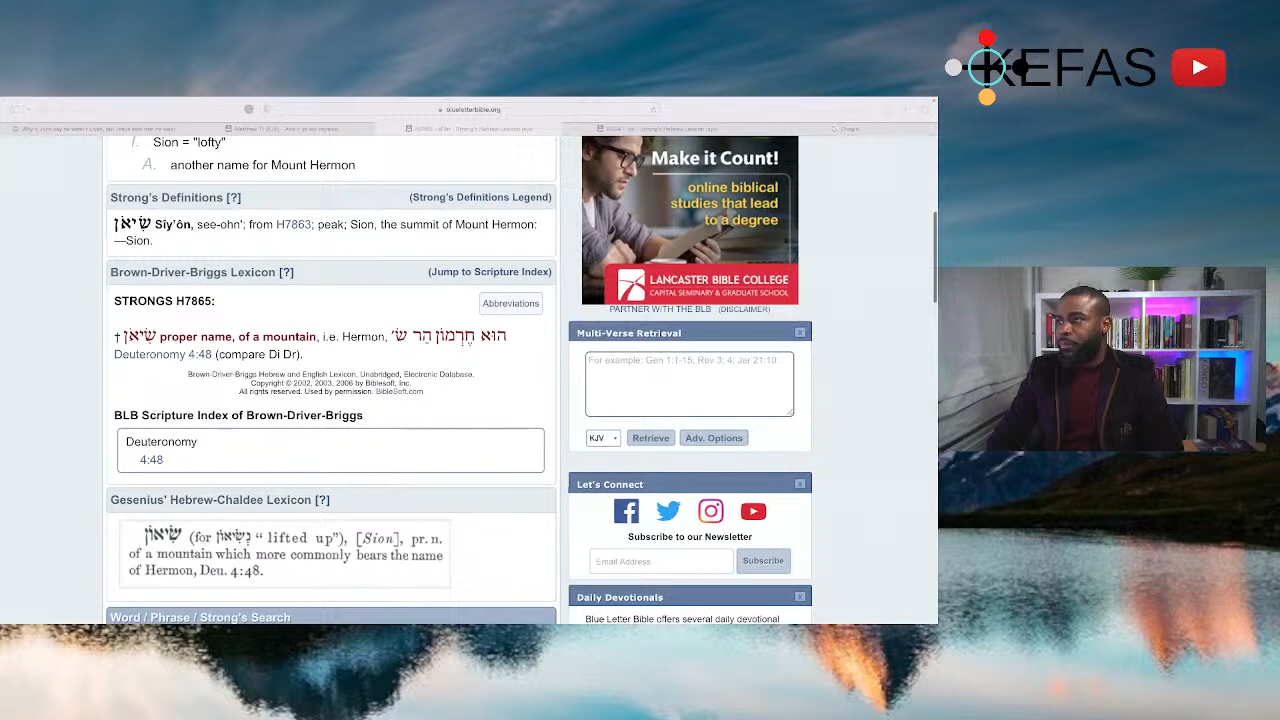 KEFAS
blueletterbible.org
Google
Sion = "lofty"
A. another name for Mount Hermon
Strong's Definitions [?] (Strong's Definitions Legend)
שִׂיאֹן Sîyʼôn, see-ohn'; from H7863; peak; Sion, the summit of Mount Hermon:
—Sion.
Brown-Driver-Briggs Lexicon [?] (Jump to Scripture Index)
STRONGS H7865:
Abbreviations
† שִׂיאֹן proper name, of a mountain, i.e. Hermon, הוּא חֶרְמוֹן הַר שׂ׳
Deuteronomy 4:48 (compare Di Dr).
Brown-Driver-Briggs Hebrew and English Lexicon, Unabridged, Electronic Database.
Copyright © 2002, 2003, 2006 by Biblesoft, Inc.
All rights reserved. Used by permission. BibleSoft.com
BLB Scripture Index of Brown-Driver-Briggs
Deuteronomy
4:48
Gesenius' Hebrew-Chaldee Lexicon [?]
שִׂיאוֹן (for נְשִׂיאוֹן “ lifted up”), [Sion], pr. n.
of a mountain which more commonly bears the name
of Hermon, Deu. 4:48.
Word / Phrase / Strong's Search
Make it Count!
online biblical
studies that lead
to a degree
LANCASTER BIBLE COLLEGE
CAPITAL SEMINARY & GRADUATE SCHOOL
PARTNER WITH THE BLB (DISCLAIMER)
Multi-Verse Retrieval x
For example: Gen 1:1-15; Rev 3; 4; Jer 21:10
KJV Retrieve Adv. Options
Let's Connect x
Subscribe to our Newsletter
Email Address Subscribe
Daily Devotionals x
Blue Letter Bible offers several daily devotional